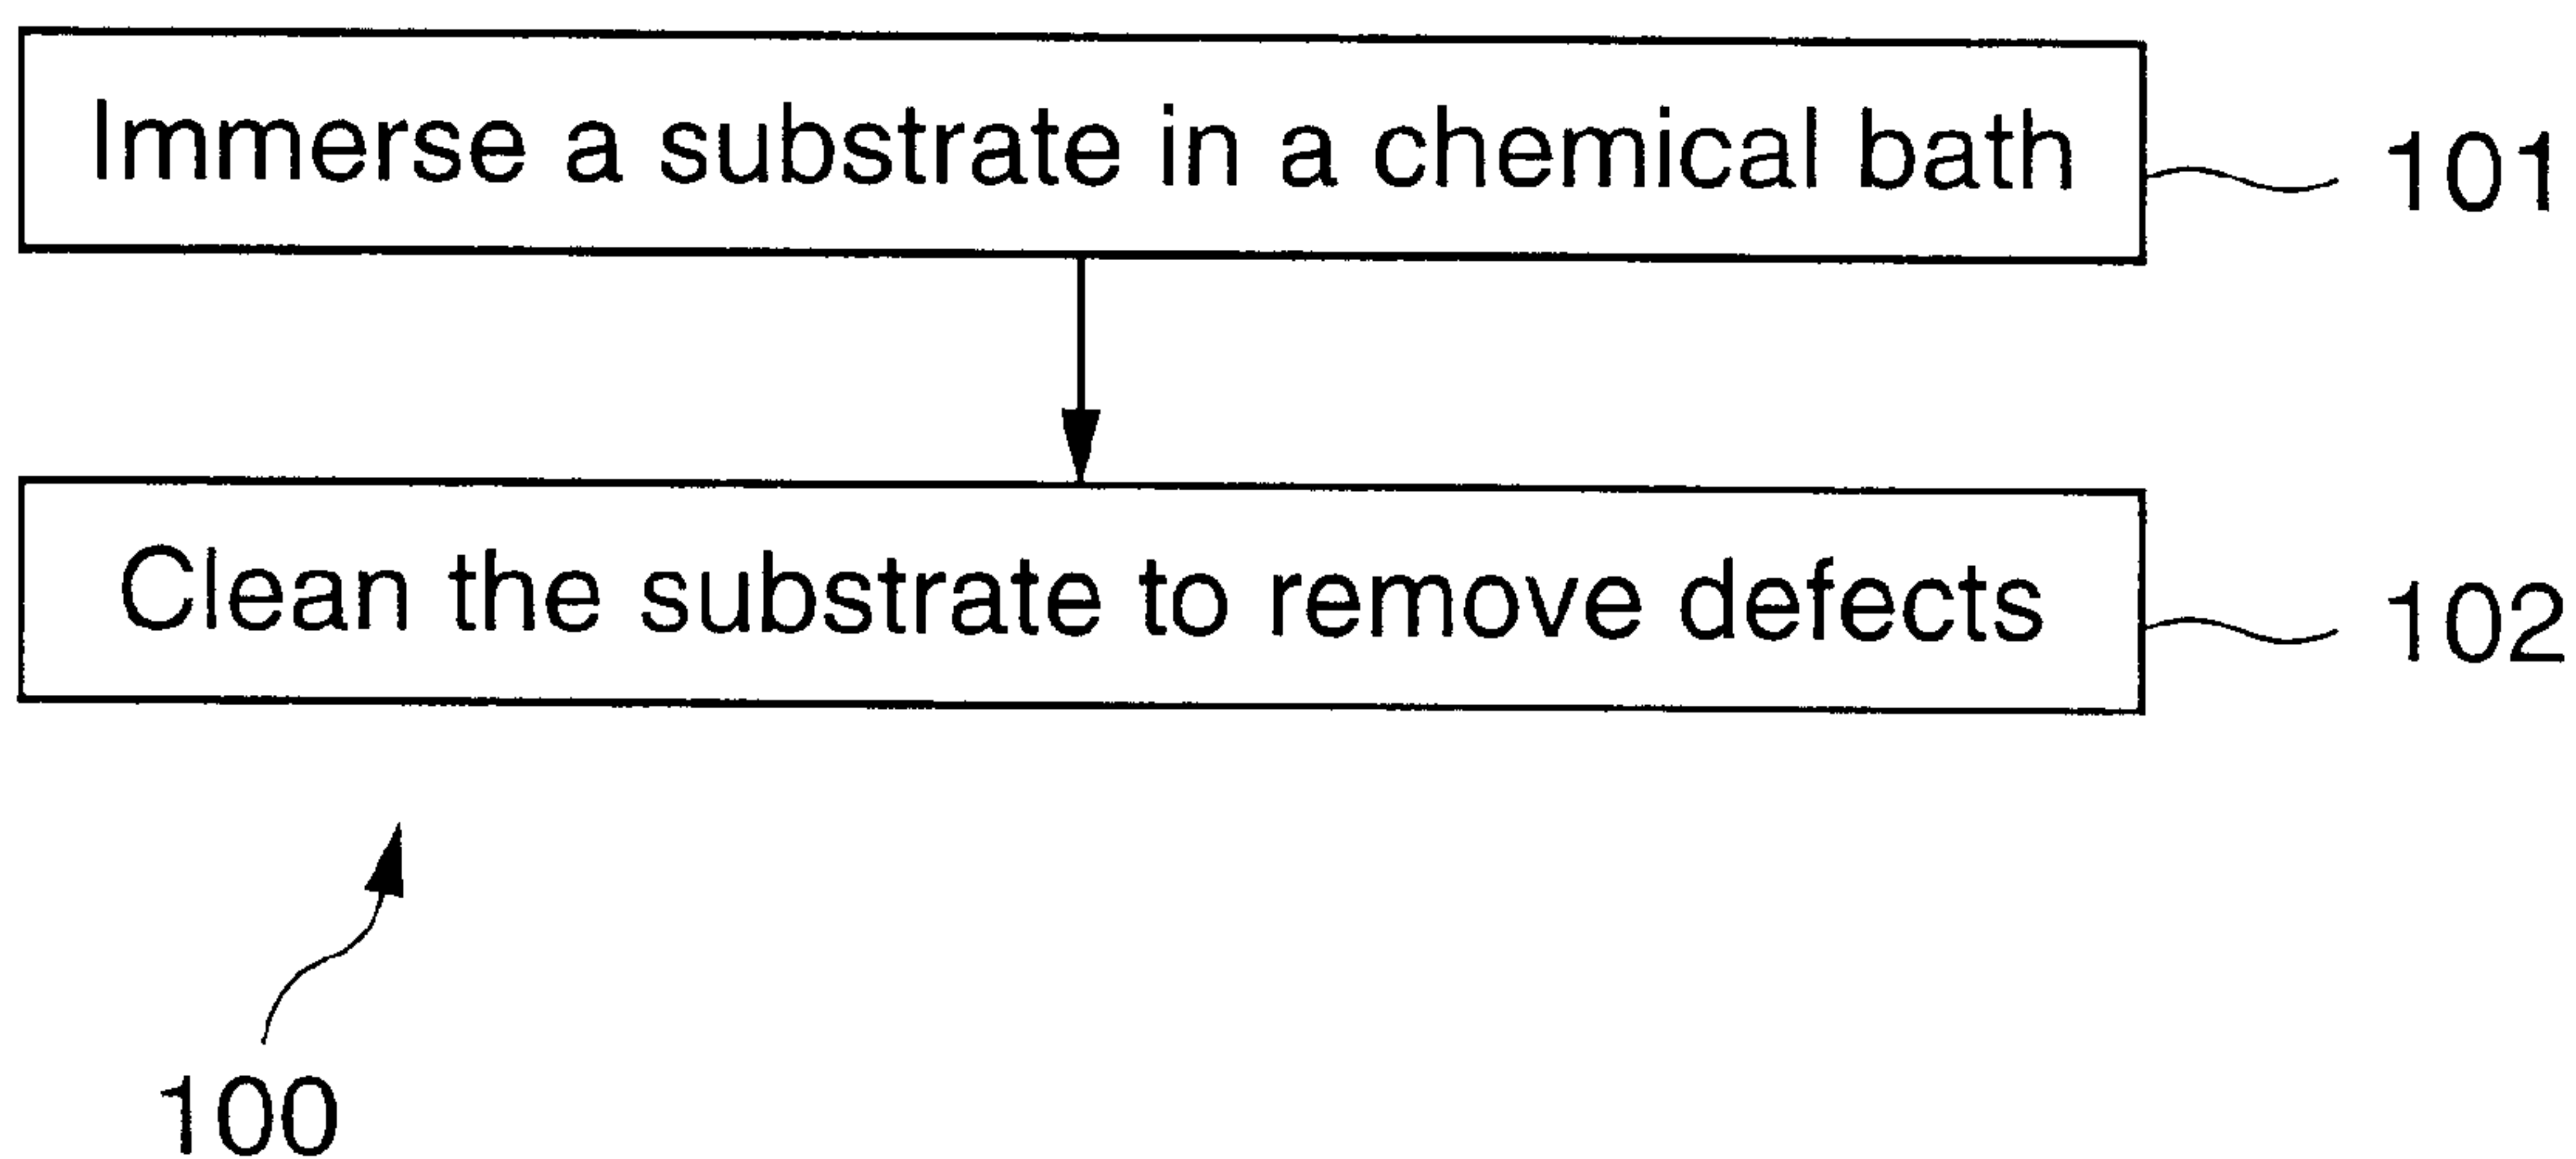 Immerse a substrate in a chemical bath
101
Clean the substrate to remove defects
102
100